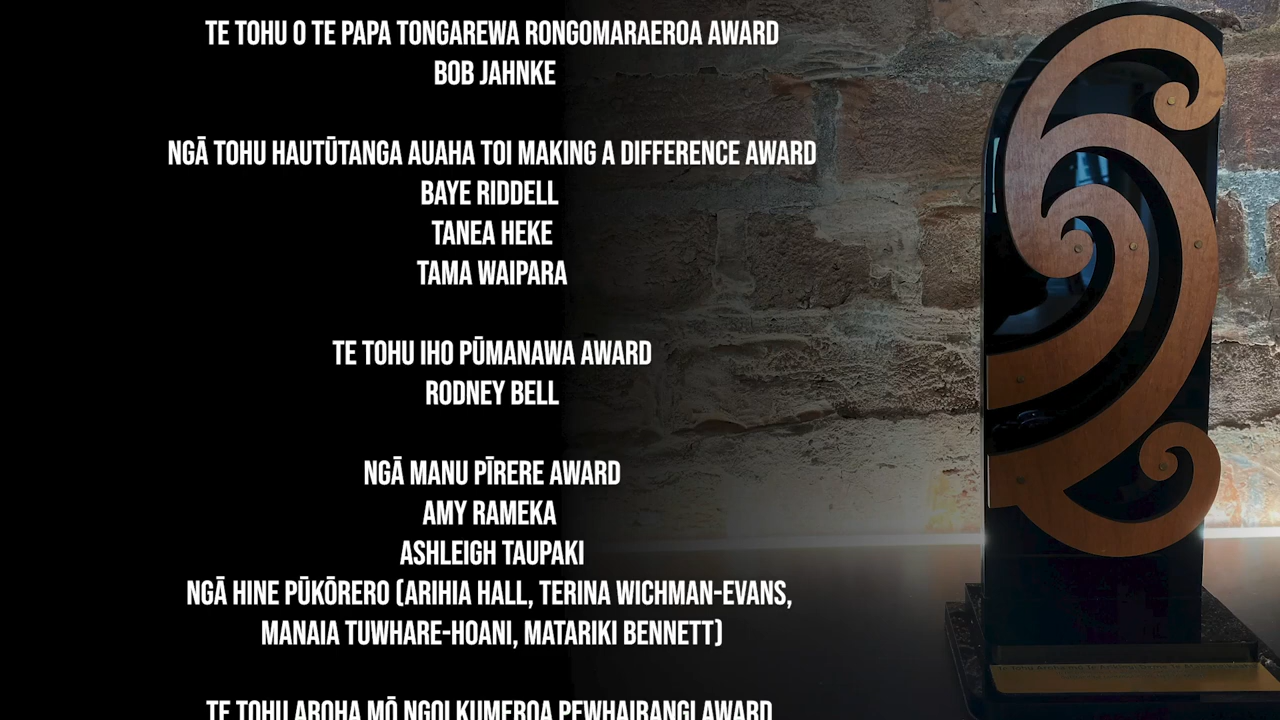 TE TOHU O TE PAPA TONGAREWA RONGOMARAEROA AWARD
BOB JAHNKE
NGĀ TOHU HAUTŪTANGA AUAHA TOI MAKING A DIFFERENCE AWARD
BAYE RIDDELL
TANEA HEKE
TAMA WAIPARA
TE TOHU IHO PŪMANAWA AWARD
RODNEY BELL
NGĀ MANU PĪRERE AWARD
AMY RAMEKA
ASHLEIGH TAUPAKI
NGĀ HINE PŪKŌRERO (ARIHIA HALL, TERINA WICHMAN-EVANS,
MANAIA TUWHARE-HOANI, MATARIKI BENNETT)
TE TOHU AROHA MŌ NGOI KUMEROA PEWHAIRANGI AWARD